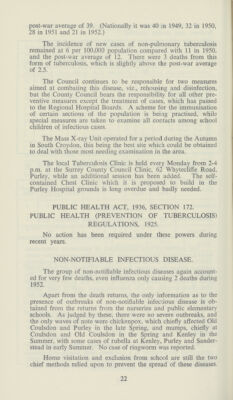 post-war average of 39. (Nationally it was 40 in 1949, 32 in 1950,
28 in 1951 and 21 in 1952.)
The incidence of new cases of non-pulmonary tuberculosis
remained at 6 per 100,000 population compared with 11 in 1950,
and the post-war average of 12. There were 3 deaths from this
form of tuberculosis, which is slightly above the post-war average
of 2.5.
The Council continues to be responsible for two measures
aimed at combating this disease, viz., rehousing and disinfection,
but the County Council bears the responsibility for all other pre-
ventive measures except the treatment of cases, which has passed
to the Regional Hospital Boards. A scheme for the immunisation
of certain sections of the population is being practised, while
special measures are taken to examine all contacts among school
children of infectious cases.
The Mass X-ray Unit operated for a period during the Autumn
in South Croydon, this being the best site which could be obtained
to deal with those most needing examination in the area.
The local Tuberculosis Clinic is held every Monday from 2-4
p.m. at the Surrey County Council Clinic, 62 Whytecliffe Road,
Purley, while an additional session has been added. The self-
contained Chest Clinic which it is proposed to build in the
Purley Hospital grounds is long overdue and badly needed.
PUBLIC HEALTH ACT, 1936, SECTION 172.
PUBLIC HEALTH (PREVENTION OF TUBERCULOSIS)
REGULATIONS, 1925.
No action has been required under these powers during
recent years.
NON-NOTIFIABLE INFECTIOUS DISEASE.
The group of non-notifiable infectious diseases again account-
ed for very few deaths, even influenza only causing 2 deaths during
1952.
Apart from the death returns, the only information as to the
presence of outbreaks of non-notifiable infectious disease is ob-
tained from the returns from the nurseries and public elementary
schools. As judged by these, there were no severe outbreaks, and
the only waves of note were chickenpox, which chiefly affected Old
Coulsdon and Purley in the late Spring, and mumps, chiefly at
Coulsdon and Old Coulsdon in the Spring and Kenley in the
Summer, with some cases of rubella at Kenley, Purley and Sander-
stead in early Summer. No case of ringworm was reported.
Home visitation and exclusion from school are still the two
chief methods relied upon to prevent the spread of these diseases.
22